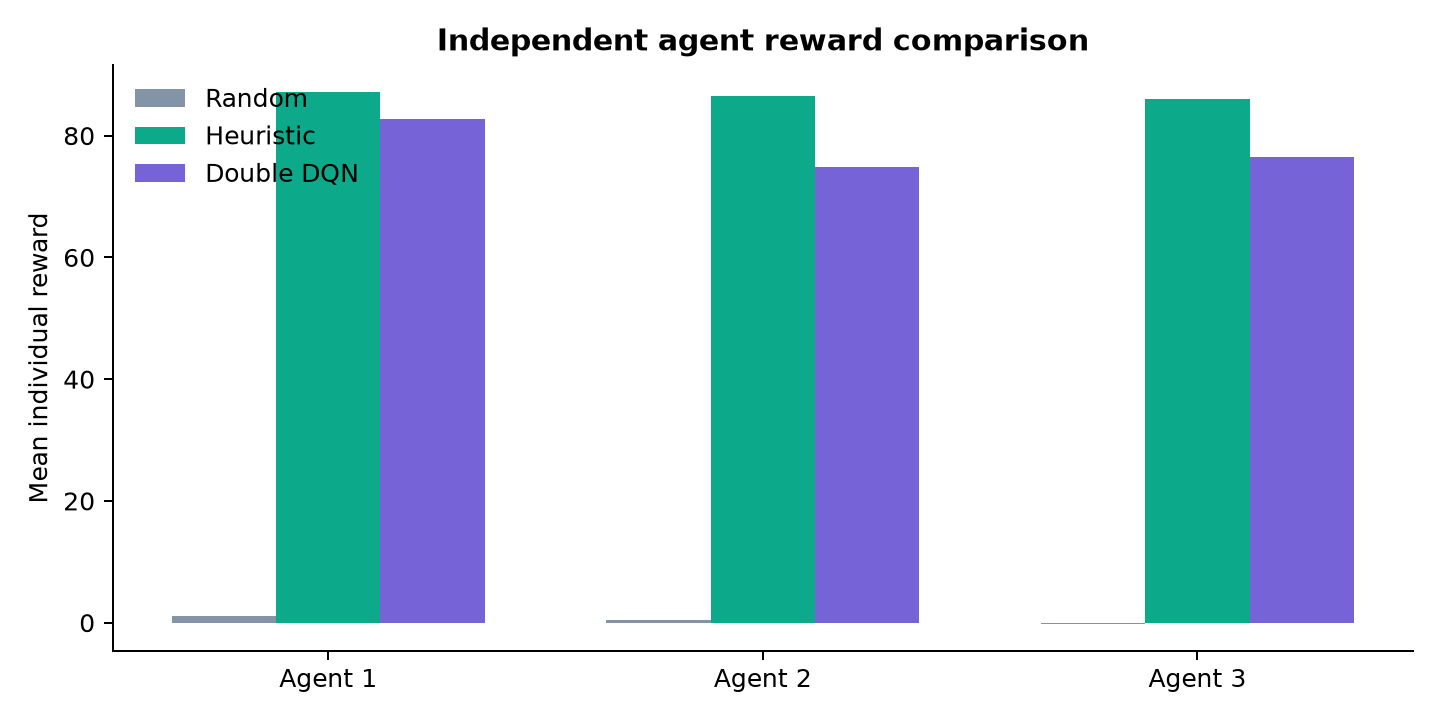 Independent agent reward comparison
Random
Heuristic
Double DQN
Mean individual reward
80
60
40
20
0
Agent 1
Agent 2
Agent 3